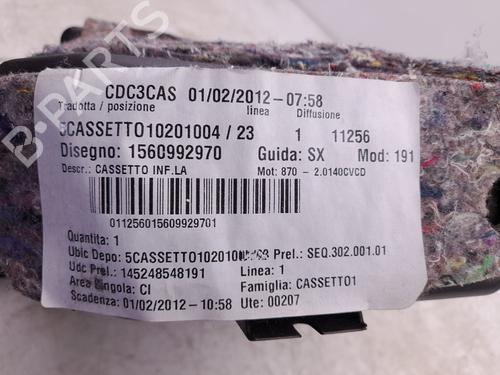 CDC3CAS 01/02/2012-07:58
Tradotta / posizione linea Diffusione
5CASSETTO10201004 / 23 1 11256
Disegno: 1560992970 Guida: SX Mod: 191
Descr.: CASSETTO INF.LA Mot: 870 - 2.0140CVCD
011256015609929701
Quantita: 1
Ubic Depo: 5CASSETTO1020100 Prel.: SEQ.302.001.01
Udc Prel.: 145248548191 Linea: 1
Area Singola: CI Famiglia: CASSETTO1
Scadenza: 01/02/2012-10:58 Ute: 00207
B-PARTS